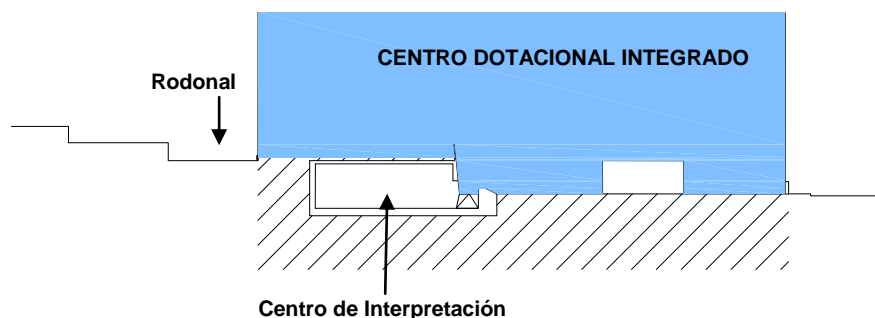 CENTRO DOTACIONAL INTEGRADO
Rodonal
Centro de Interpretación